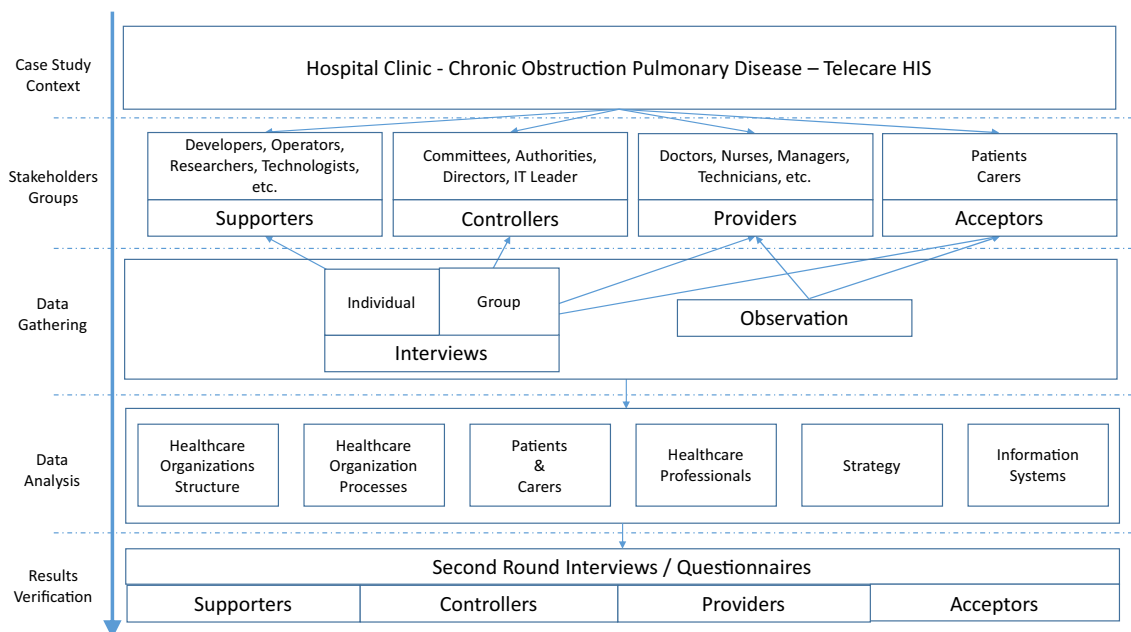 Case Study
Context
Hospital Clinic - Chronic Obstruction Pulmonary Disease – Telecare HIS
Stakeholders
Groups
Developers, Operators,
Researchers, Technologists,
etc.
Supporters
Committees, Authorities,
Directors, IT Leader
Controllers
Doctors, Nurses, Managers,
Technicians, etc.
Providers
Patients
Carers
Acceptors
Data
Gathering
Individual
Group
Interviews
Observation
Data
Analysis
Healthcare
Organizations
Structure
Healthcare
Organization
Processes
Patients
&
Carers
Healthcare
Professionals
Strategy
Information
Systems
Results
Verification
Second Round Interviews / Questionnaires
Supporters
Controllers
Providers
Acceptors